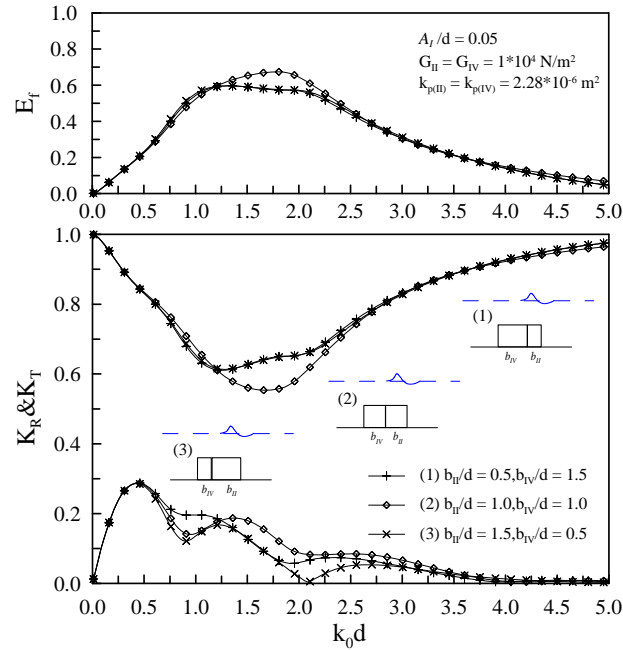 A_I/d = 0.05
G_II = G_IV = 1*10⁴ N/m²
k_p(II) = k_p(IV) = 2.28*10⁻⁶ m²
E_f
1.0
0.8
0.6
0.4
0.2
0.0
0.0 0.5 1.0 1.5 2.0 2.5 3.0 3.5 4.0 4.5 5.0
K_R&K_T
1.0
0.8
0.6
0.4
0.2
0.0
(1)
b_IV b_II
(2)
b_IV b_II
(3)
b_IV b_II
(1) b_II/d = 0.5,b_IV/d = 1.5
(2) b_II/d = 1.0,b_IV/d = 1.0
(3) b_II/d = 1.5,b_IV/d = 0.5
0.0 0.5 1.0 1.5 2.0 2.5 3.0 3.5 4.0 4.5 5.0
k_0d